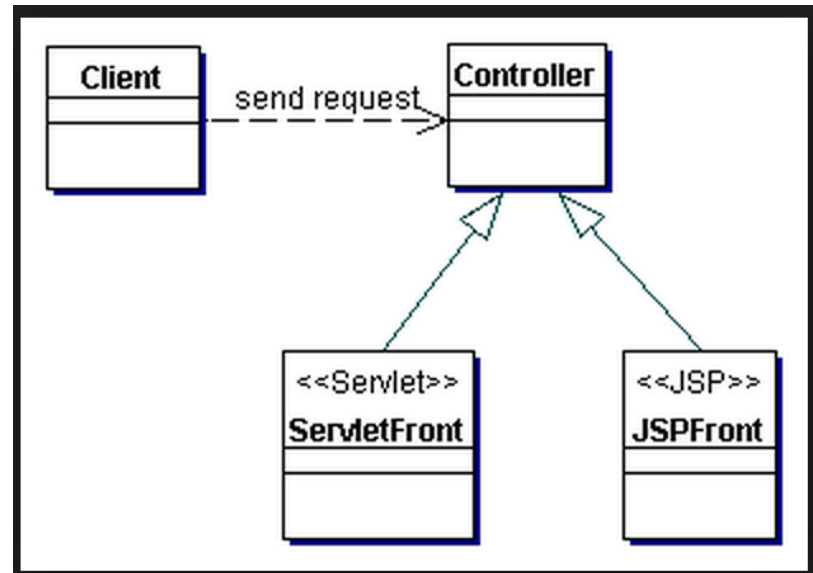 Client
send request
Controller
<<Servlet>>
ServletFront
<<JSP>>
JSPFront